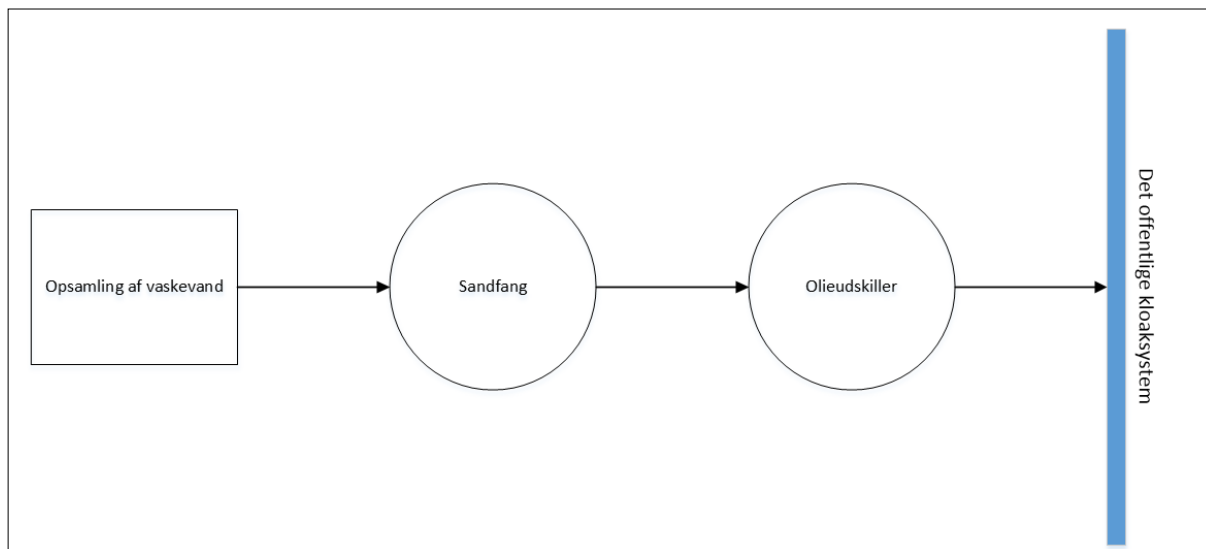 Opsamling af vaskevand
Sandfang
Olieudskiller
Det offentlige kloaksystem